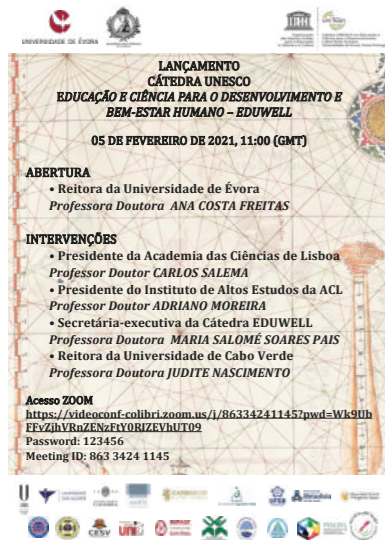 UNIVERSIDADE DE ÉVORA
LANÇAMENTO
CÁTEDRA UNESCO
EDUCAÇÃO E CIÊNCIA PARA O DESENVOLVIMENTO E
BEM-ESTAR HUMANO – EDUWELL
05 DE FEVEREIRO DE 2021, 11:00 (GMT)
ABERTURA
• Reitora da Universidade de Évora
Professora Doutora ANA COSTA FREITAS
INTERVENÇÕES
• Presidente da Academia das Ciências de Lisboa
Professor Doutor CARLOS SALEMA
• Presidente do Instituto de Altos Estudos da ACL
Professor Doutor ADRIANO MOREIRA
• Secretária-executiva da Cátedra EDUWELL
Professora Doutora MARIA SALOMÉ SOARES PAIS
• Reitora da Universidade de Cabo Verde
Professora Doutora JUDITE NASCIMENTO
Acesso ZOOM
https://videoconf-colibri.zoom.us/j/86334241145?pwd=Wk9Uh
FFvZjhVRnZENzFtY0RIZEVhUT09
Password: 123456
Meeting ID: 863 3424 1145
CESV